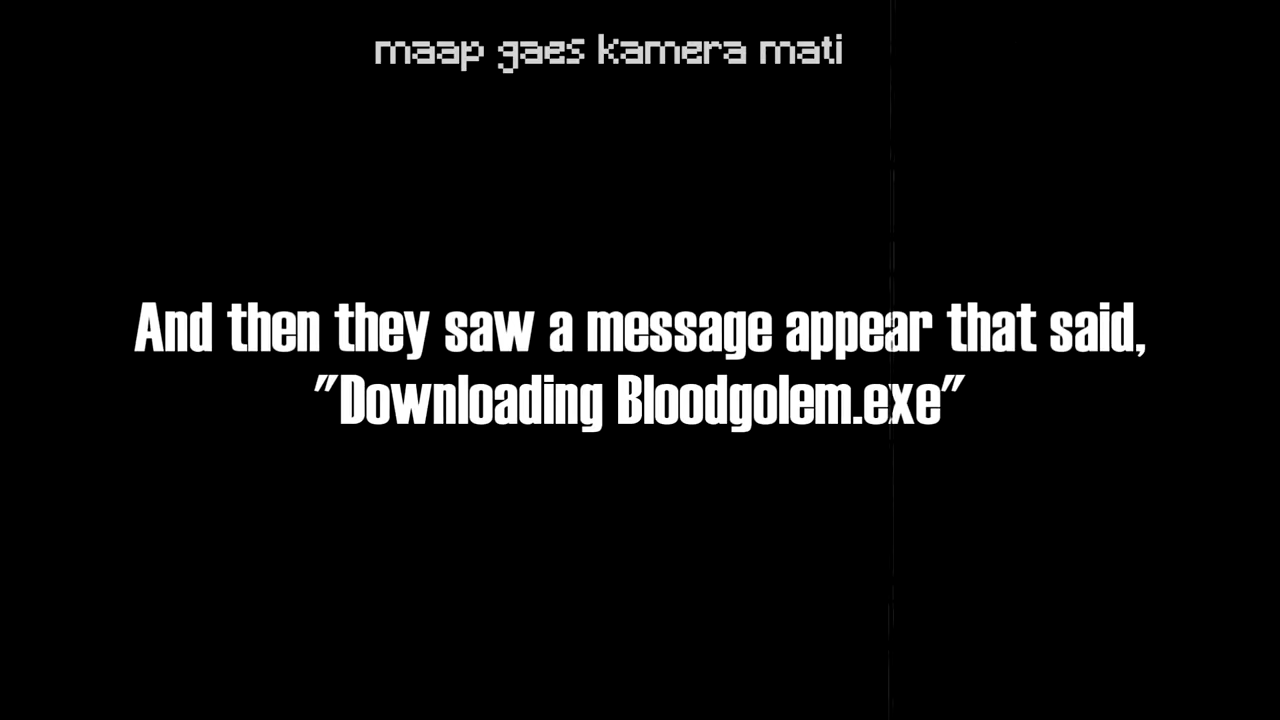 maap gaes kamera mati
And then they saw a message appear that said,
"Downloading Bloodgolem.exe"